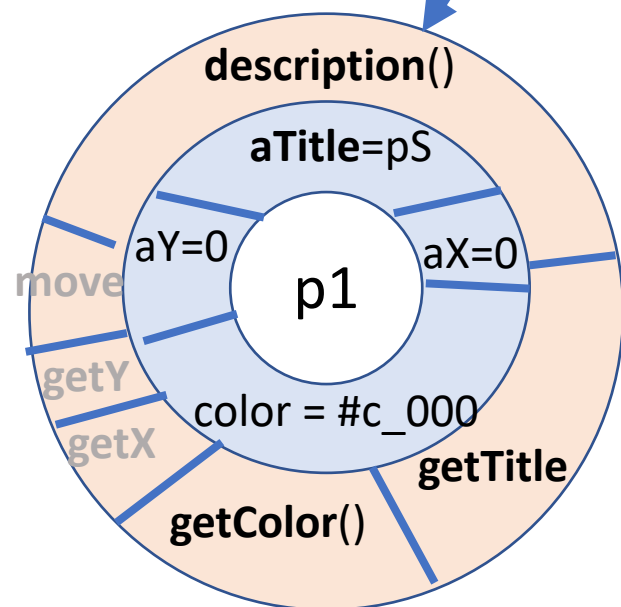 description()
aTitle=pS
aY=0
aX=0
move
p1
getY
color = #c_000
getX
getTitle
getColor()